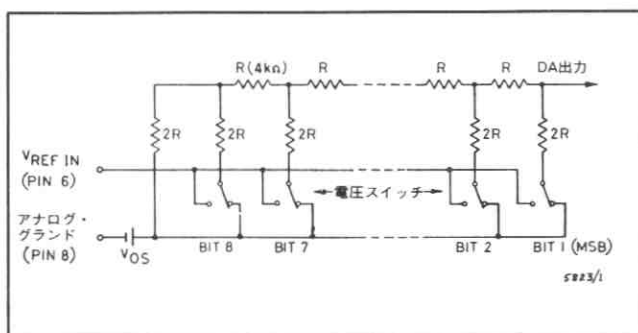 R(4kΩ) R R R DA出力
2R 2R 2R 2R 2R
VREF IN
(PIN 6)
電圧スイッチ
アナログ・
グランド
(PIN 8)
VOS
BIT 8 BIT 7 BIT 2 BIT 1 (MSB)
5823/1